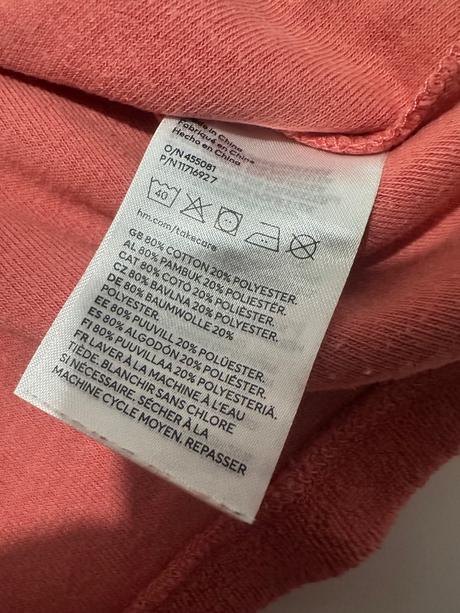 Made in China
Fabriqué en Chine
Hecho en China
O/N 455081
P/N 11716927
40
hm.com/takecare
GB 80% COTTON 20% POLYESTER.
AL 80% PAMBUK 20% POLIESTER.
CAT 80% COTÓ 20% POLIÈSTER.
CZ 80% BAVLNA 20% POLYESTER.
DE 80% BAUMWOLLE 20%
POLYESTER.
EE 80% PUUVILL 20% POLÜESTER.
ES 80% ALGODÓN 20% POLIÉSTER.
FI 80% PUUVILLAA 20% POLYESTERIÄ.
FR LAVER À LA MACHINE À L'EAU
TIÈDE, BLANCHIR SANS CHLORE
SI NÉCESSAIRE. SÉCHER À LA
MACHINE CYCLE MOYEN. REPASSER